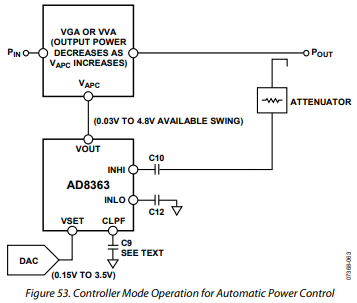 VGA OR VVA
(OUTPUT POWER
DECREASES AS
VAPC INCREASES)
PIN
POUT
VAPC
ATTENUATOR
(0.03V TO 4.8V AVAILABLE SWING)
VOUT
C10
INHI
AD8363
INLO
C12
VSET
CLPF
C9
SEE TEXT
DAC
(0.15V TO 3.5V)
07368-063
Figure 53. Controller Mode Operation for Automatic Power Control